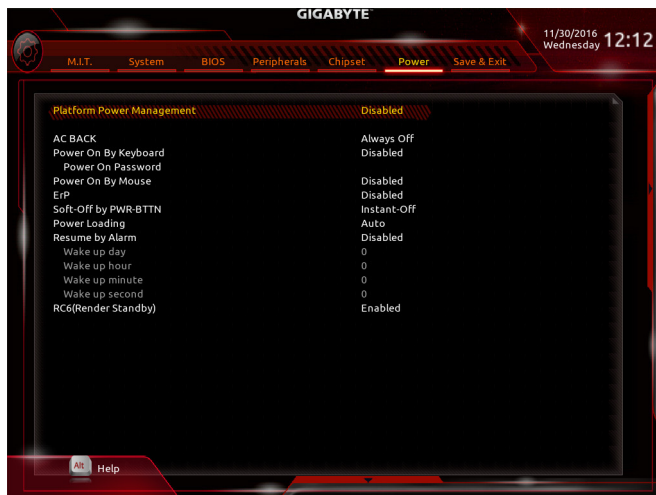 GIGABYTE™
11/30/2016
Wednesday 12:12
M.I.T. System BIOS Peripherals Chipset Power Save & Exit
Platform Power Management Disabled
AC BACK Always Off
Power On By Keyboard Disabled
Power On Password
Power On By Mouse Disabled
ErP Disabled
Soft-Off by PWR-BTTN Instant-Off
Power Loading Auto
Resume by Alarm Disabled
Wake up day 0
Wake up hour 0
Wake up minute 0
Wake up second 0
RC6(Render Standby) Enabled
Alt Help